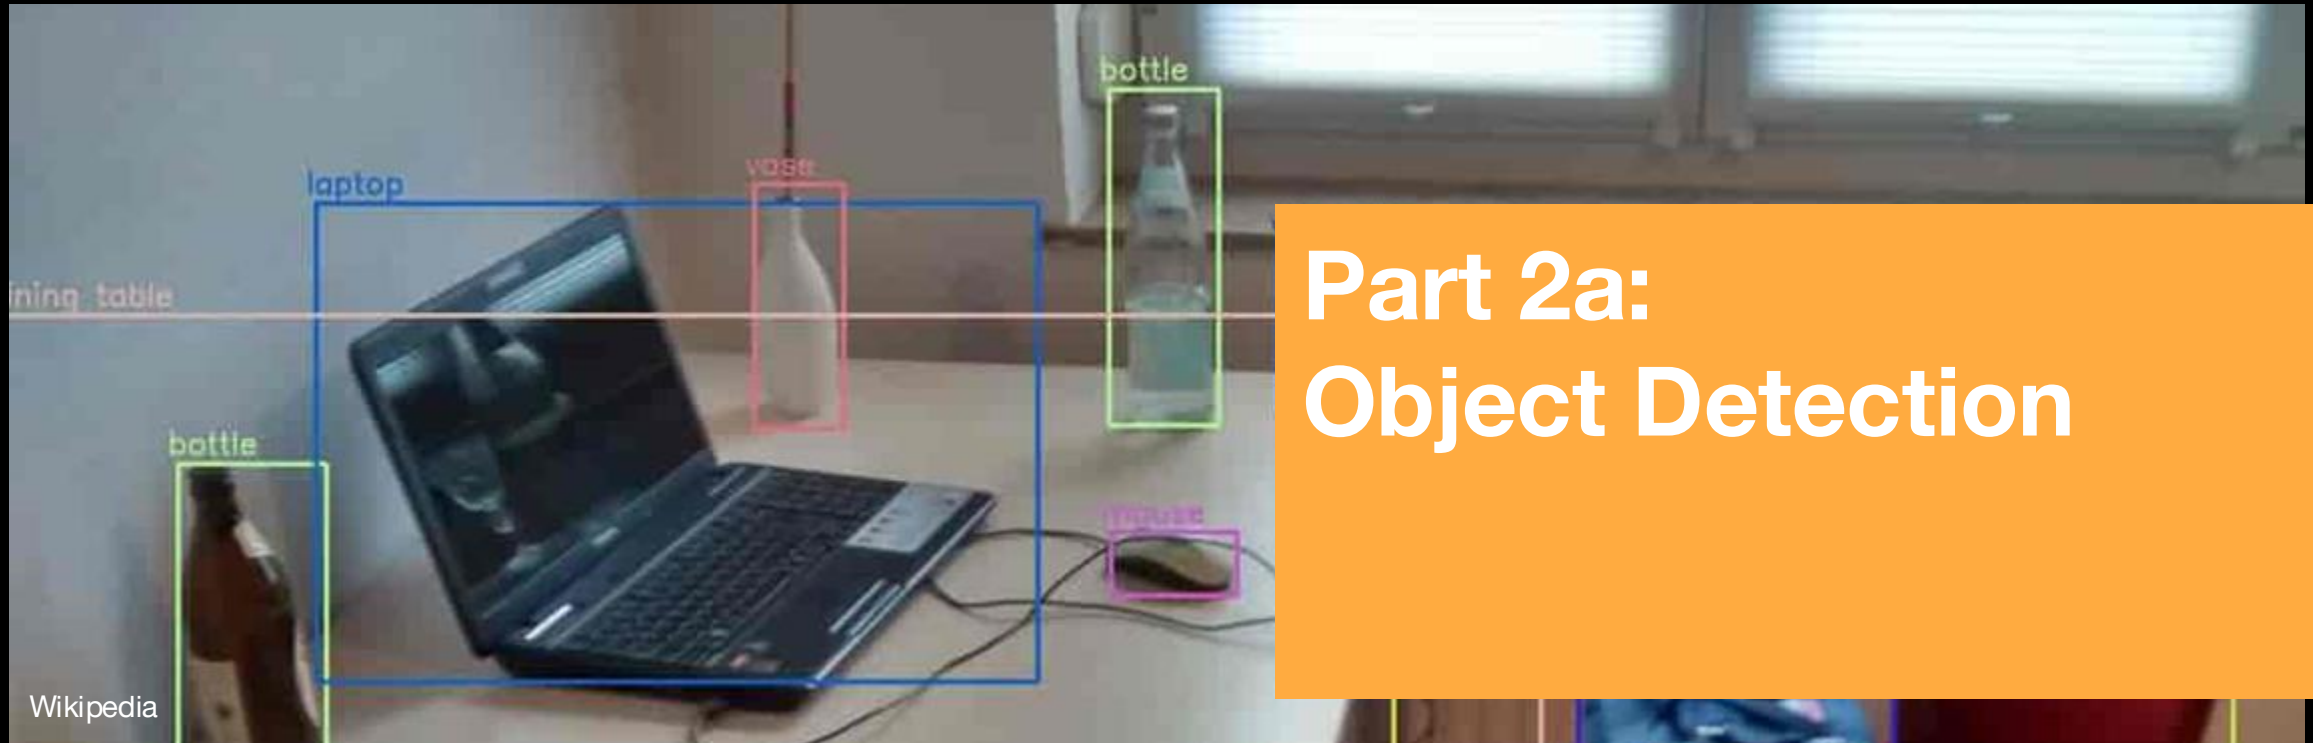 bottle
vase
laptop
ining table
bottle
mouse
Part 2a:
Object Detection
Wikipedia